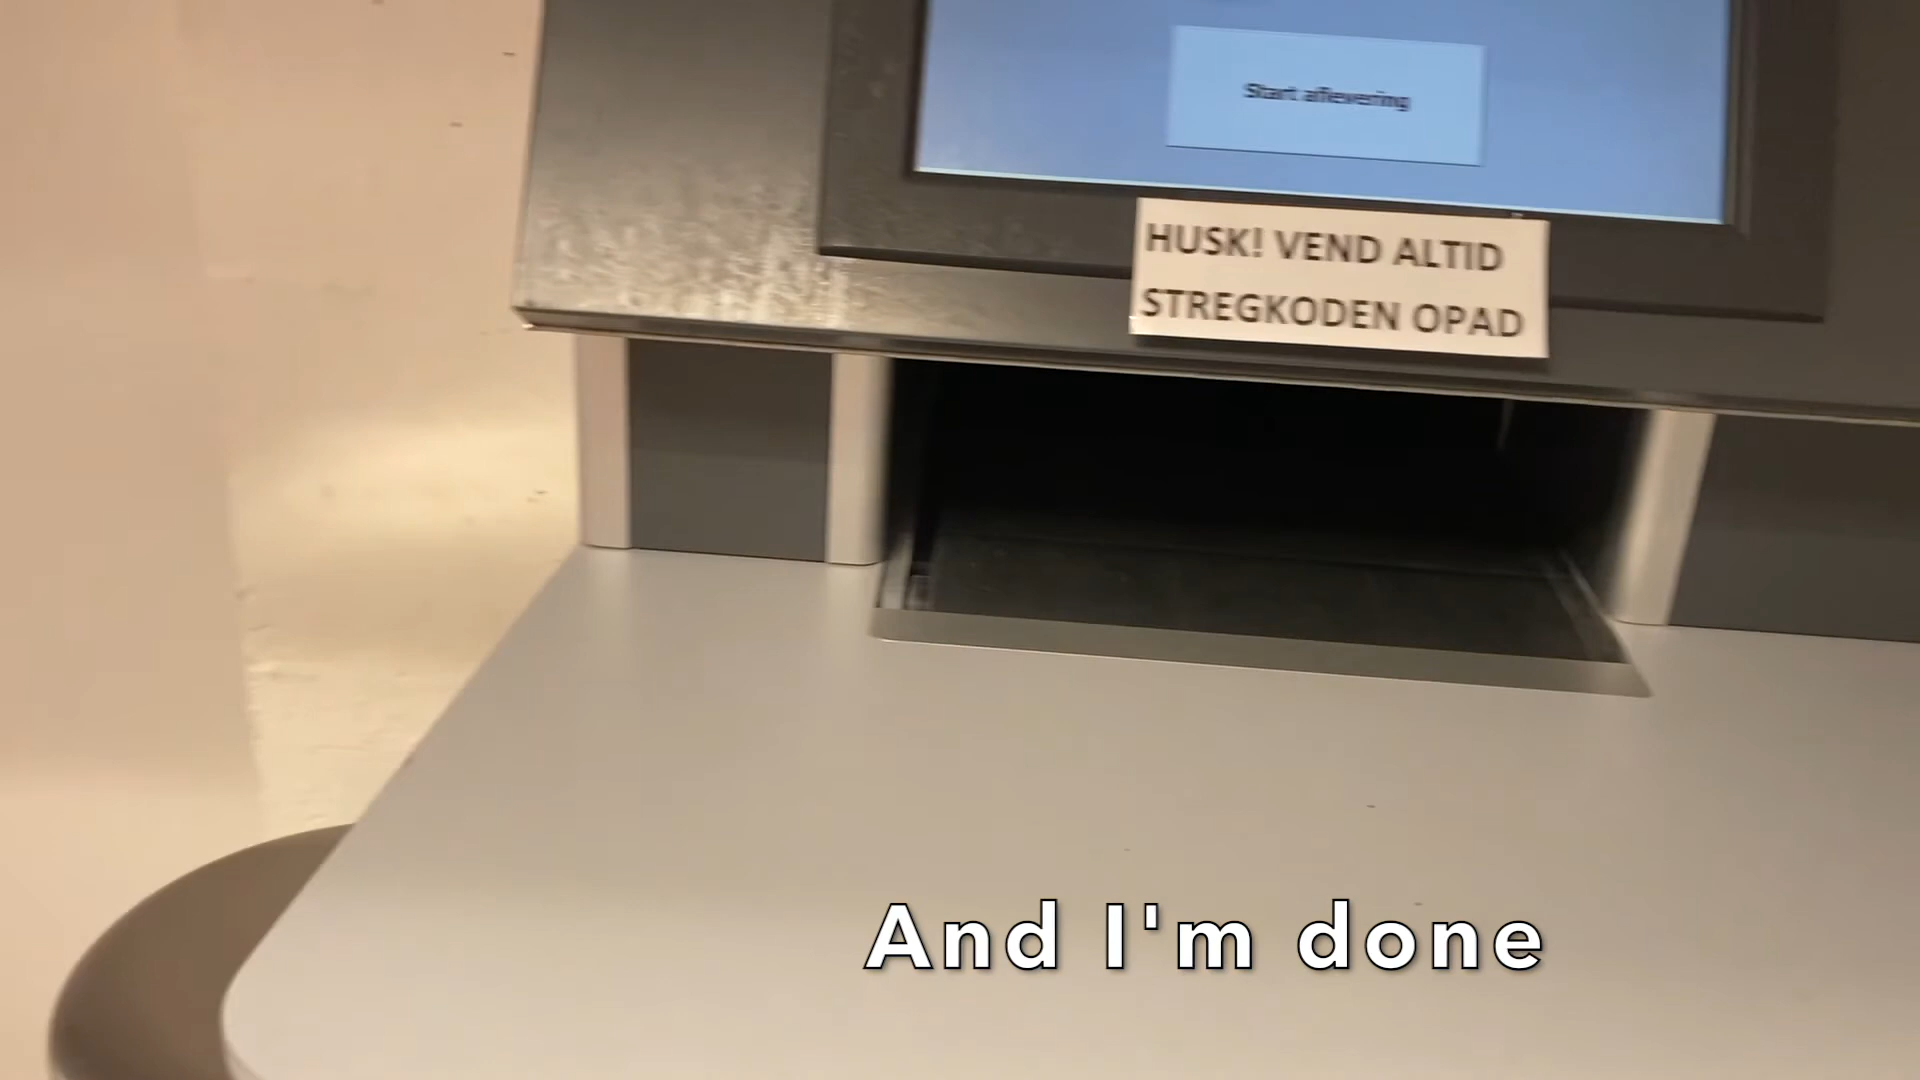 Start aflevering
HUSK! VEND ALTID
STREGKODEN OPAD
And I'm done